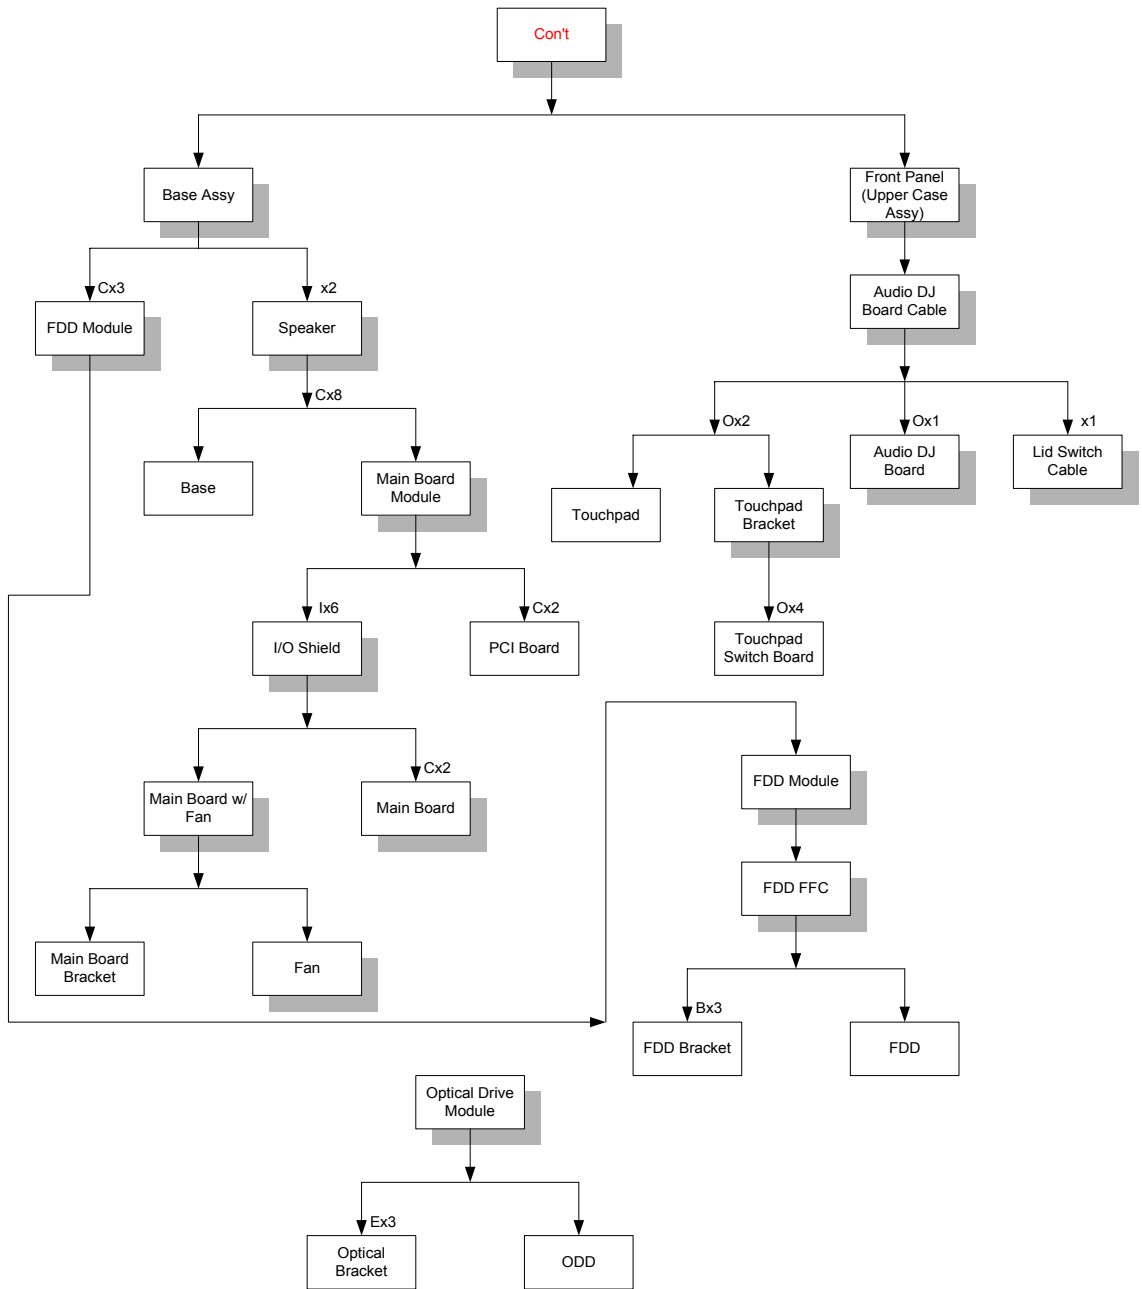 Con't
Base Assy
Front Panel
(Upper Case
Assy)
Cx3
x2
FDD Module
Speaker
Audio DJ
Board Cable
Cx8
Ox2
Ox1
x1
Base
Main Board
Module
Audio DJ
Board
Lid Switch
Cable
Touchpad
Touchpad
Bracket
Ix6
Cx2
Ox4
I/O Shield
PCI Board
Touchpad
Switch Board
Cx2
Main Board w/
Fan
Main Board
FDD Module
FDD FFC
Main Board
Bracket
Fan
Bx3
FDD Bracket
FDD
Optical Drive
Module
Ex3
Optical
Bracket
ODD